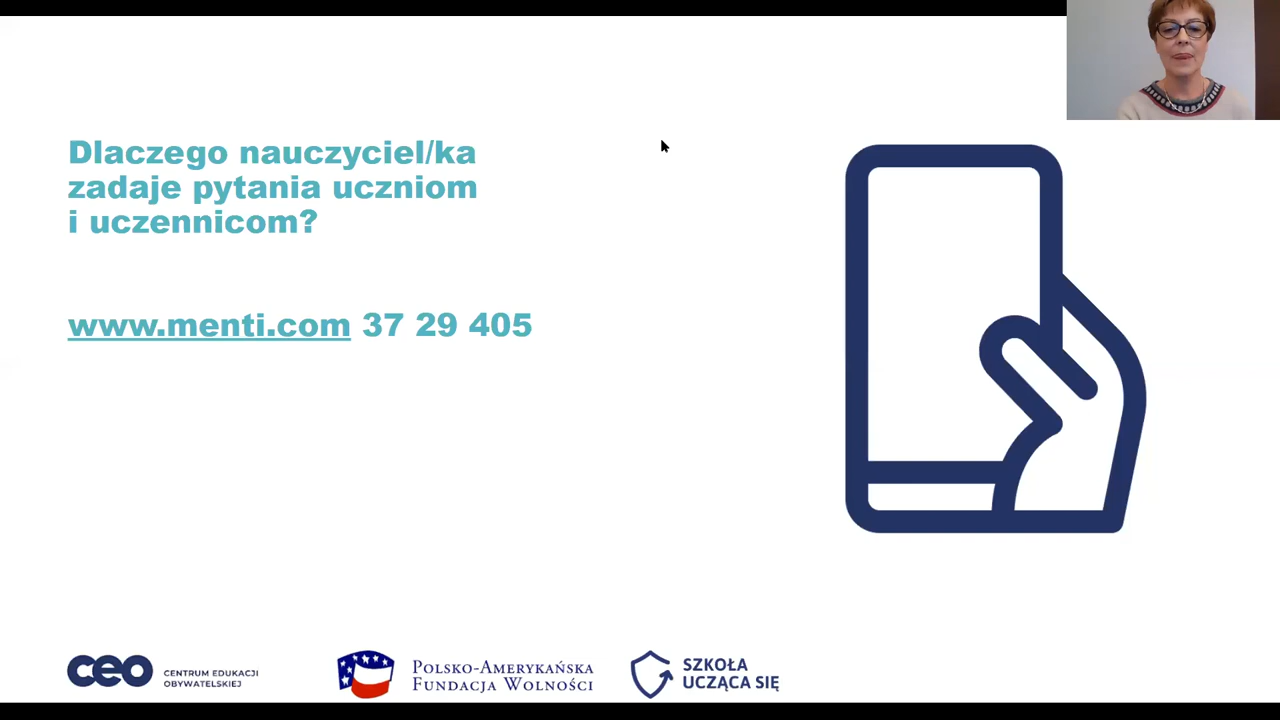 Dlaczego nauczyciel/ka
zadaje pytania uczniom
i uczennicom?
www.menti.com 37 29 405
ceo
CENTRUM EDUKACJI
OBYWATELSKIEJ
POLSKO-AMERYKAŃSKA
FUNDACJA WOLNOŚCI
SZKOŁA
UCZĄCA SIĘ